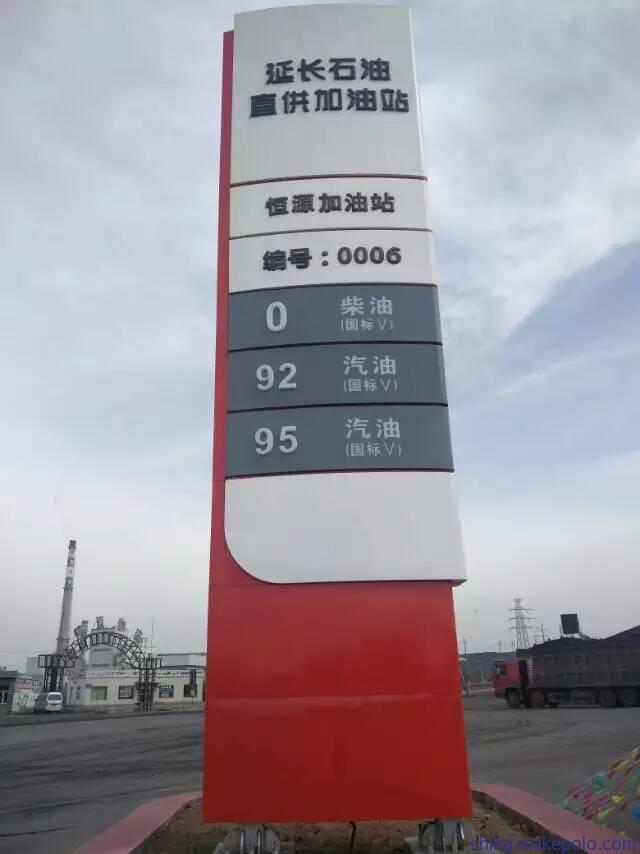 延长石油
直供加油站
恒源加油站
编号：0006
0 柴油
(国标Ⅴ)
92 汽油
(国标Ⅴ)
95 汽油
(国标Ⅴ)
china.makepolo.com